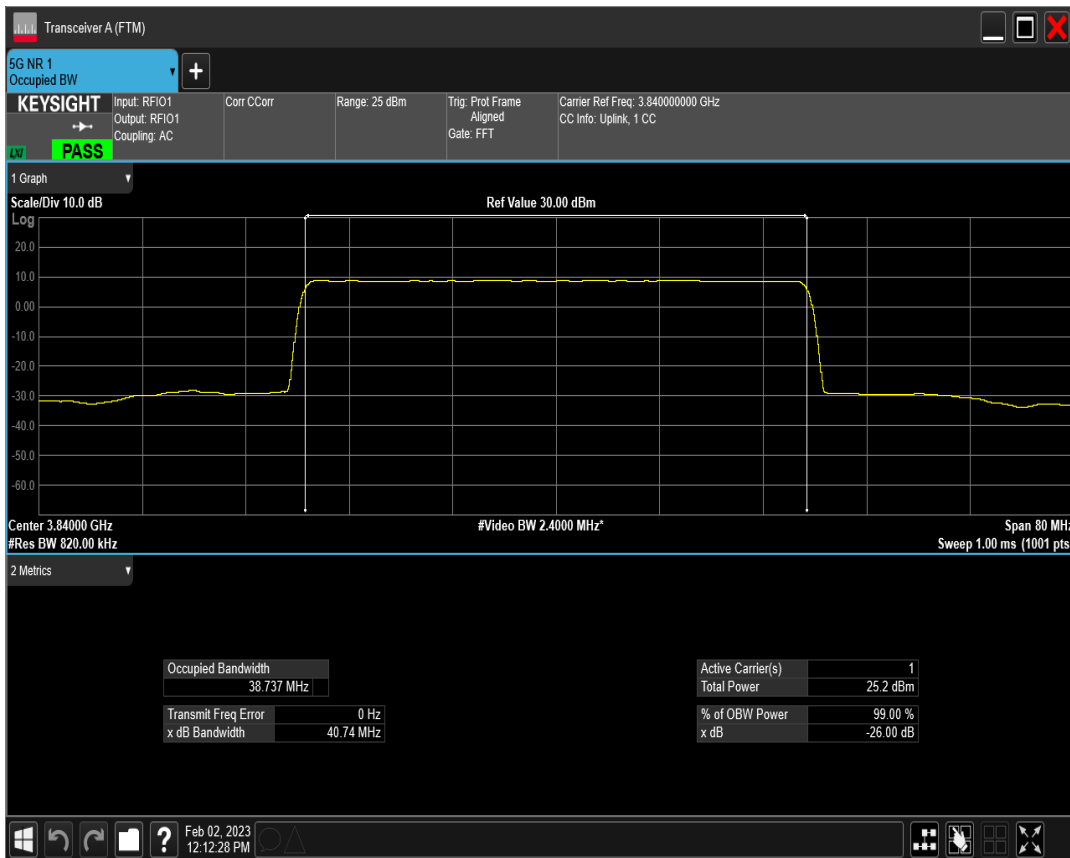 Transceiver A (FTM)
5G NR 1
Occupied BW
+
KEYSIGHT
LXI
PASS
Input: RFIO1
Output: RFIO1
Coupling: AC
Corr CCorr
Range: 25 dBm
Trig: Prot Frame
Aligned
Gate: FFT
Carrier Ref Freq: 3.840000000 GHz
CC Info: Uplink, 1 CC
1 Graph
Scale/Div 10.0 dB
Ref Value 30.00 dBm
Log
20.0
10.0
0.00
-10.0
-20.0
-30.0
-40.0
-50.0
-60.0
Center 3.84000 GHz
#Video BW 2.4000 MHz*
Span 80 MHz
#Res BW 820.00 kHz
Sweep 1.00 ms (1001 pts
2 Metrics
Occupied Bandwidth
38.737 MHz
Transmit Freq Error 0 Hz
x dB Bandwidth 40.74 MHz
Active Carrier(s) 1
Total Power 25.2 dBm
% of OBW Power 99.00 %
x dB -26.00 dB
?
Feb 02, 2023
12:12:28 PM